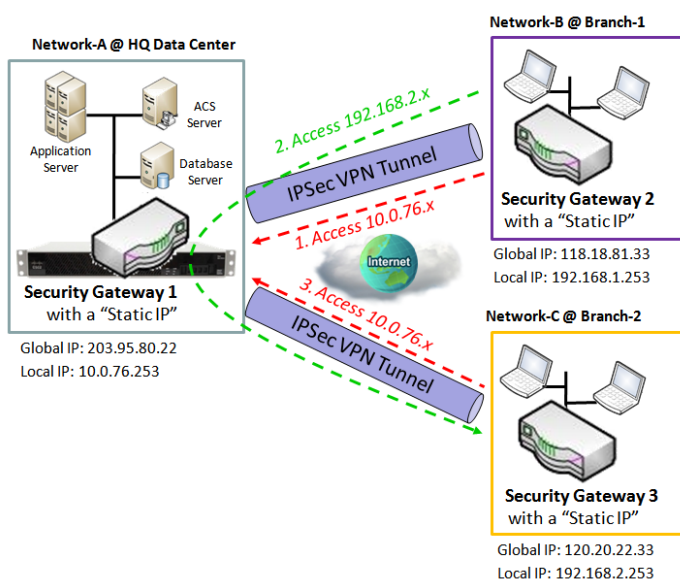 Network-A @ HQ Data Center
Application
Server
ACS
Server
Database
Server
Security Gateway 1
with a “Static IP”
Global IP: 203.95.80.22
Local IP: 10.0.76.253
2. Access 192.168.2.x
IPSec VPN Tunnel
1. Access 10.0.76.x
Internet
3. Access 10.0.76.x
IPSec VPN Tunnel
Network-B @ Branch-1
Security Gateway 2
with a “Static IP”
Global IP: 118.18.81.33
Local IP: 192.168.1.253
Network-C @ Branch-2
Security Gateway 3
with a “Static IP”
Global IP: 120.20.22.33
Local IP: 192.168.2.253